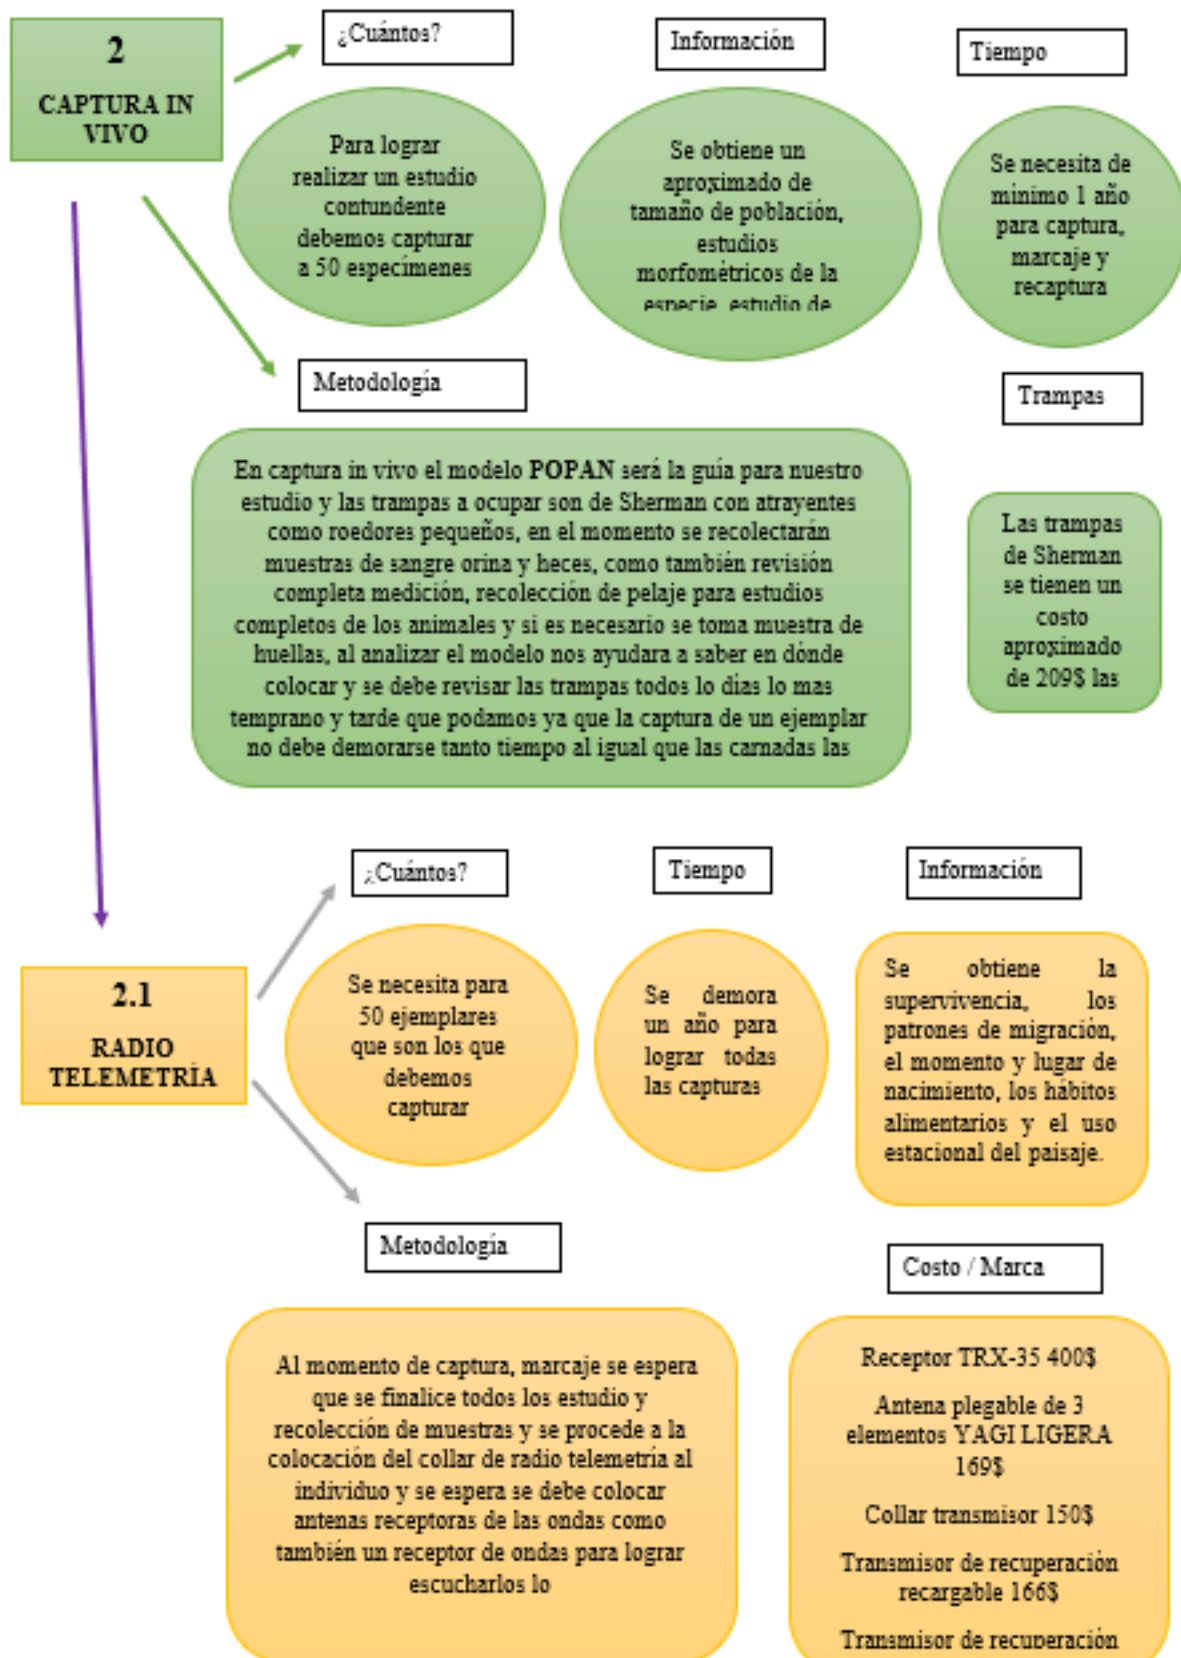 2
CAPTURA IN
VIVO
¿Cuántos?
Para lograr
realizar un estudio
contundente
debemos capturar
a 50 especímenes
Información
Se obtiene un
aproximado de
tamaño de población,
estudios
morfométricos de la
especie, estudio de
Tiempo
Se necesita de
minimo 1 año
para captura,
marcaje y
recaptura
Metodología
En captura in vivo el modelo POPAN será la guía para nuestro
estudio y las trampas a ocupar son de Sherman con atrayentes
como roedores pequeños, en el momento se recolectarán
muestras de sangre orina y heces, como también revisión
completa medición, recolección de pelaje para estudios
completos de los animales y si es necesario se toma muestra de
huellas, al analizar el modelo nos ayudara a saber en dónde
colocar y se debe revisar las trampas todos lo días lo mas
temprano y tarde que podamos ya que la captura de un ejemplar
no debe demorarse tanto tiempo al igual que las carnadas las
Trampas
Las trampas
de Sherman
se tienen un
costo
aproximado
de 209$ las
2.1
RADIO
TELEMETRÍA
¿Cuántos?
Se necesita para
50 ejemplares
que son los que
debemos
capturar
Tiempo
Se demora
un año para
lograr todas
las capturas
Información
Se obtiene la
supervivencia, los
patrones de migración,
el momento y lugar de
nacimiento, los hábitos
alimentarios y el uso
estacional del paisaje.
Metodología
Al momento de captura, marcaje se espera
que se finalice todos los estudio y
recolección de muestras y se procede a la
colocación del collar de radio telemetría al
individuo y se espera se debe colocar
antenas receptoras de las ondas como
también un receptor de ondas para lograr
escucharlos lo
Costo / Marca
Receptor TRX-35 400$
Antena plegable de 3
elementos YAGI LIGERA
169$
Collar transmisor 150$
Transmisor de recuperación
recargable 166$
Transmisor de recuperación